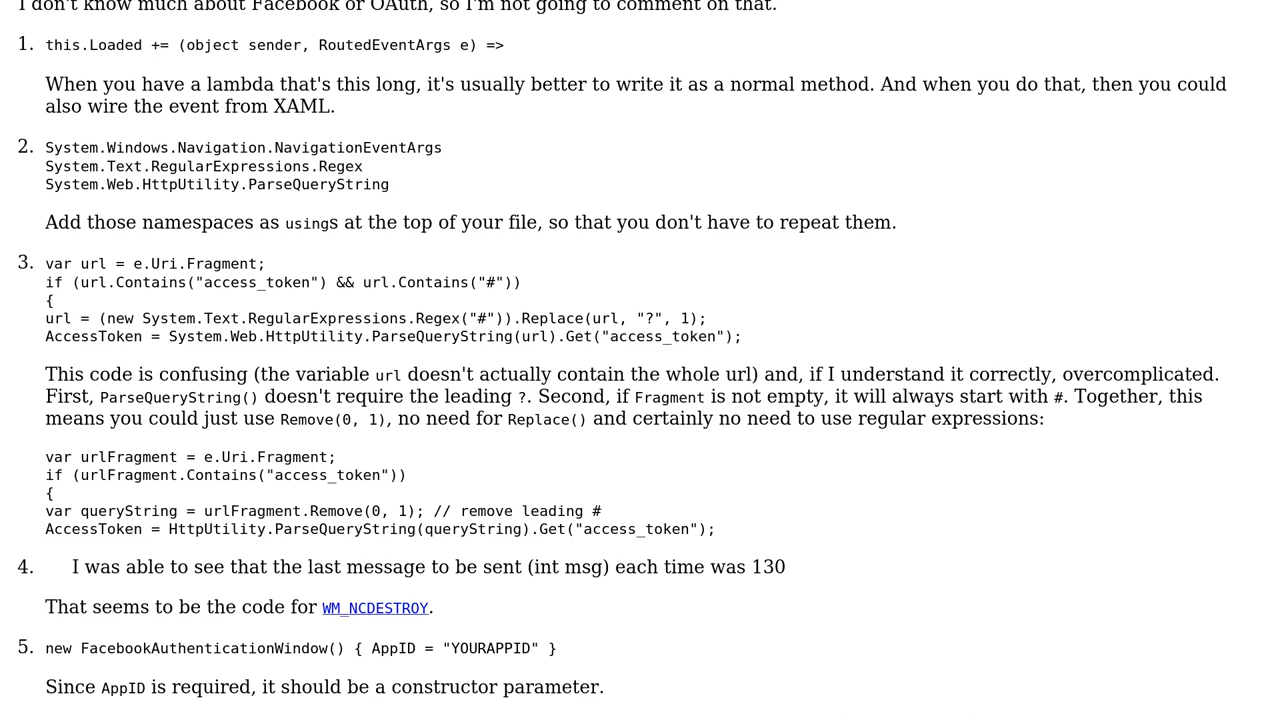 I don't know much about Facebook or OAuth, so I'm not going to comment on that.
1. this.Loaded += (object sender, RoutedEventArgs e) =>
When you have a lambda that's this long, it's usually better to write it as a normal method. And when you do that, then you could
also wire the event from XAML.
2. System.Windows.Navigation.NavigationEventArgs
System.Text.RegularExpressions.Regex
System.Web.HttpUtility.ParseQueryString
Add those namespaces as usings at the top of your file, so that you don't have to repeat them.
3. var url = e.Uri.Fragment;
if (url.Contains("access_token") && url.Contains("#"))
{
url = (new System.Text.RegularExpressions.Regex("#")).Replace(url, "?", 1);
AccessToken = System.Web.HttpUtility.ParseQueryString(url).Get("access_token");
This code is confusing (the variable url doesn't actually contain the whole url) and, if I understand it correctly, overcomplicated.
First, ParseQueryString() doesn't require the leading ?. Second, if Fragment is not empty, it will always start with #. Together, this
means you could just use Remove(0, 1), no need for Replace() and certainly no need to use regular expressions:
var urlFragment = e.Uri.Fragment;
if (urlFragment.Contains("access_token"))
{
var queryString = urlFragment.Remove(0, 1); // remove leading #
AccessToken = HttpUtility.ParseQueryString(queryString).Get("access_token");
4. I was able to see that the last message to be sent (int msg) each time was 130
That seems to be the code for WM_NCDESTROY.
5. new FacebookAuthenticationWindow() { AppID = "YOURAPPID" }
Since AppID is required, it should be a constructor parameter.